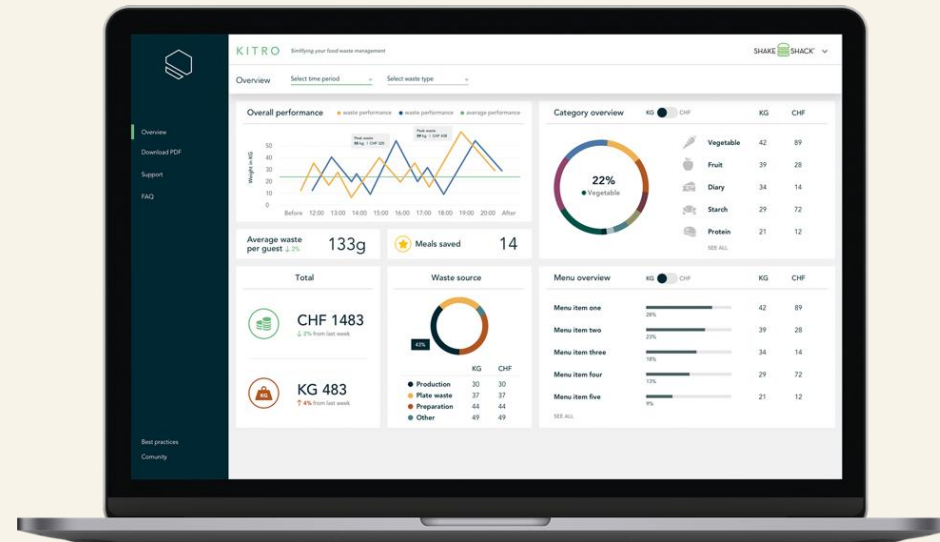 KITRO Simlifying your food waste management
SHAKE SHACK
Overview Select time period Select waste type
Overview
Download PDF
Support
FAQ
Best practices
Comunity
Overall performance waste performance waste performance average performance
Weight in KG
50
40
30
20
10
0
Peak waste
CHF
Peak waste
CHF
Before 12:00 13:00 14:00 15:00 16:00 17:00 18:00 19:00 20:00 After
Category overview KG CHF KG CHF
22%
Vegetable
Vegetable 42 89
Fruit 39 28
Diary 34 14
Starch 29 72
Protein 21 12
SEE ALL
Average waste
per guest ↓ 2% 133g
Meals saved 14
Total
CHF 1483
↓ 2% from last week
KG
KG 483
↑ 4% from last week
Waste source
43%
KG CHF
Production 30 30
Plate waste 37 37
Preparation 44 44
Other 49 49
Menu overview KG CHF KG CHF
Menu item one 42 89
28%
Menu item two 39 28
23%
Menu item three 34 14
18%
Menu item four 29 72
13%
Menu item five 21 12
9%
SEE ALL